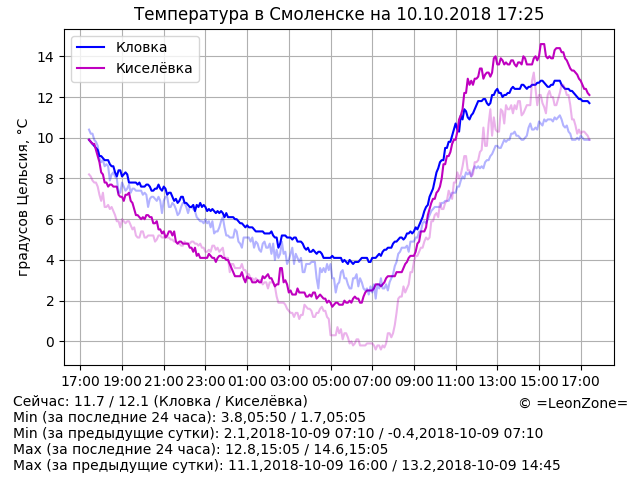 Температура в Смоленске на 10.10.2018 17:25
Кловка
Киселёвка
градусов Цельсия, °C
14
12
10
8
6
4
2
0
17:00 19:00 21:00 23:00 01:00 03:00 05:00 07:00 09:00 11:00 13:00 15:00 17:00
Сейчас: 11.7 / 12.1 (Кловка / Киселёвка)
© =LeonZone=
Min (за последние 24 часа): 3.8,05:50 / 1.7,05:05
Min (за предыдущие сутки): 2.1,2018-10-09 07:10 / -0.4,2018-10-09 07:10
Max (за последние 24 часа): 12.8,15:05 / 14.6,15:05
Max (за предыдущие сутки): 11.1,2018-10-09 16:00 / 13.2,2018-10-09 14:45